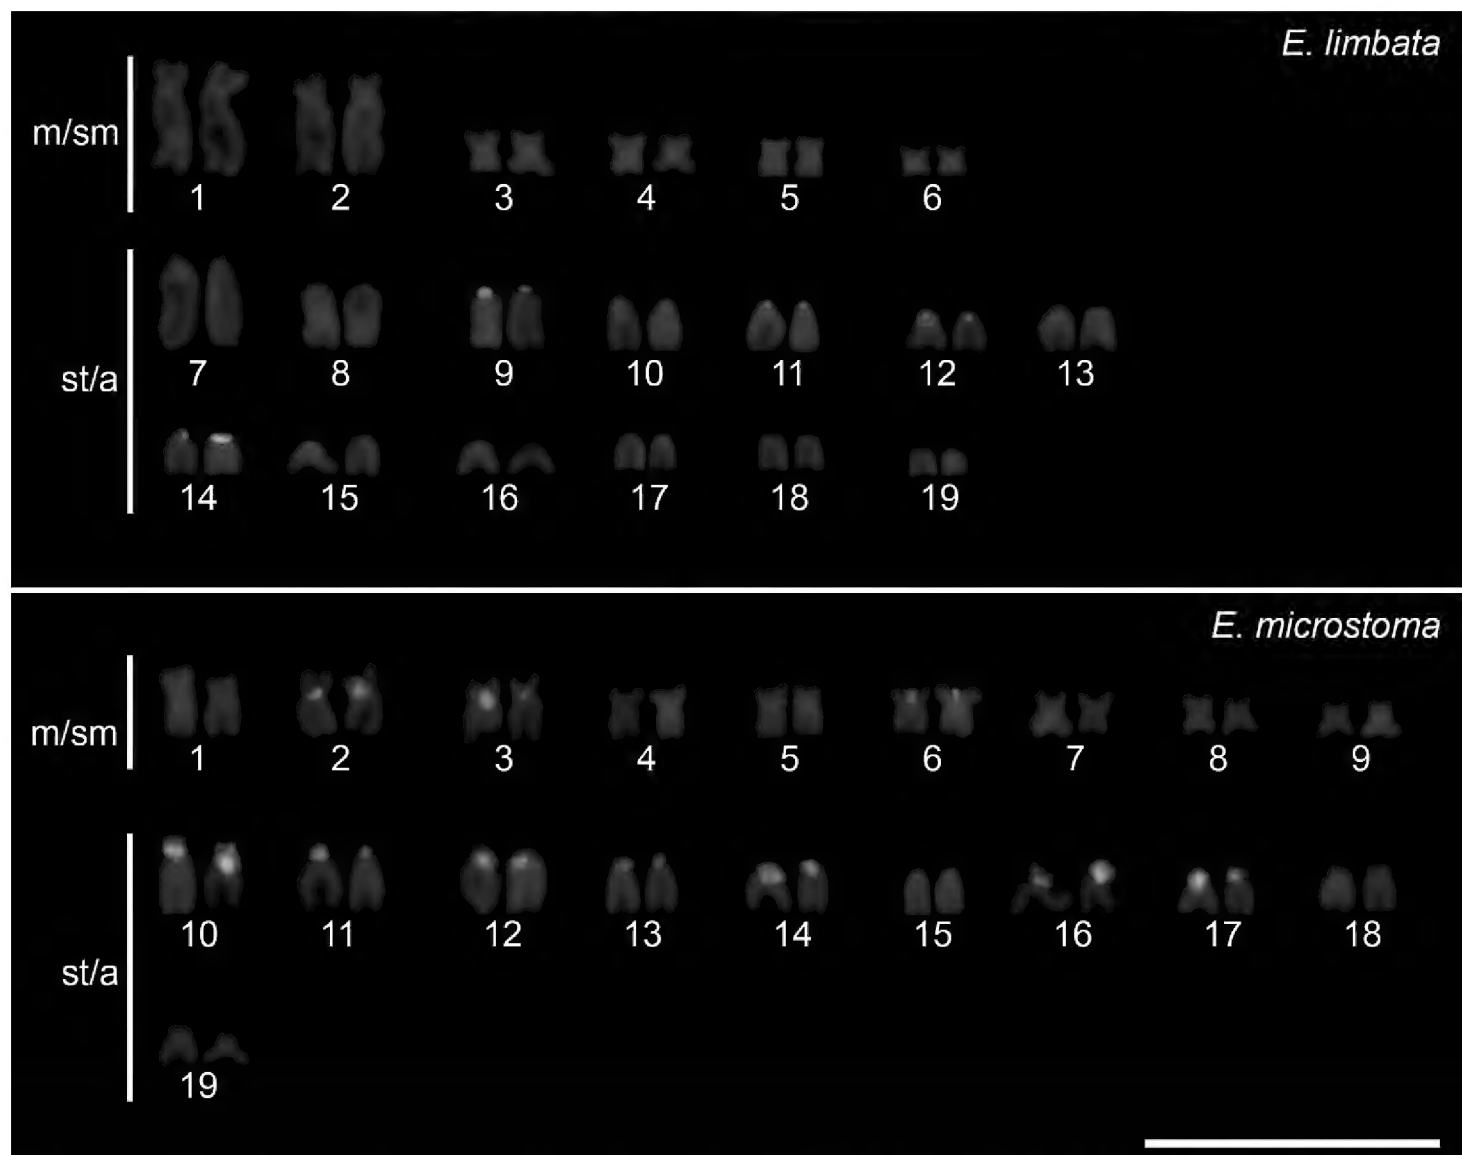 E. limbata
m/sm
1 2 3 4 5 6
st/a
7 8 9 10 11 12 13
14 15 16 17 18 19
E. microstoma
m/sm
1 2 3 4 5 6 7 8 9
st/a
10 11 12 13 14 15 16 17 18
19